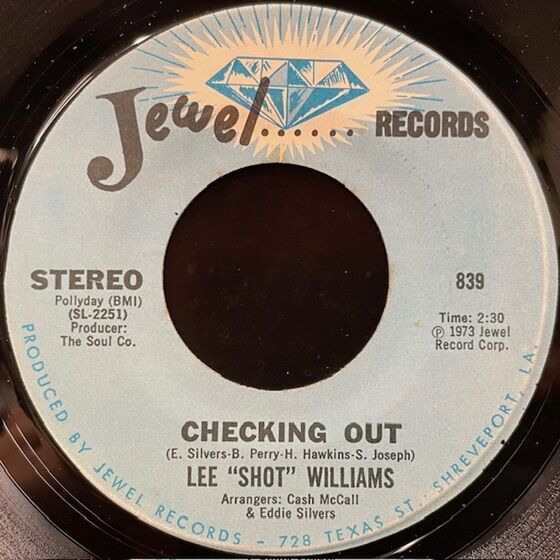 Jewel...... RECORDS
STEREO
Pollyday (BMI)
(SL-2251)
Producer:
The Soul Co.
839
Time: 2:30
Ⓟ 1973 Jewel
Record Corp.
CHECKING OUT
(E. Silvers-B. Perry-H. Hawkins-S. Joseph)
LEE "SHOT" WILLIAMS
Arrangers: Cash McCall
& Eddie Silvers
PRODUCED BY JEWEL RECORDS - 728 TEXAS ST. SHREVEPORT, LA.